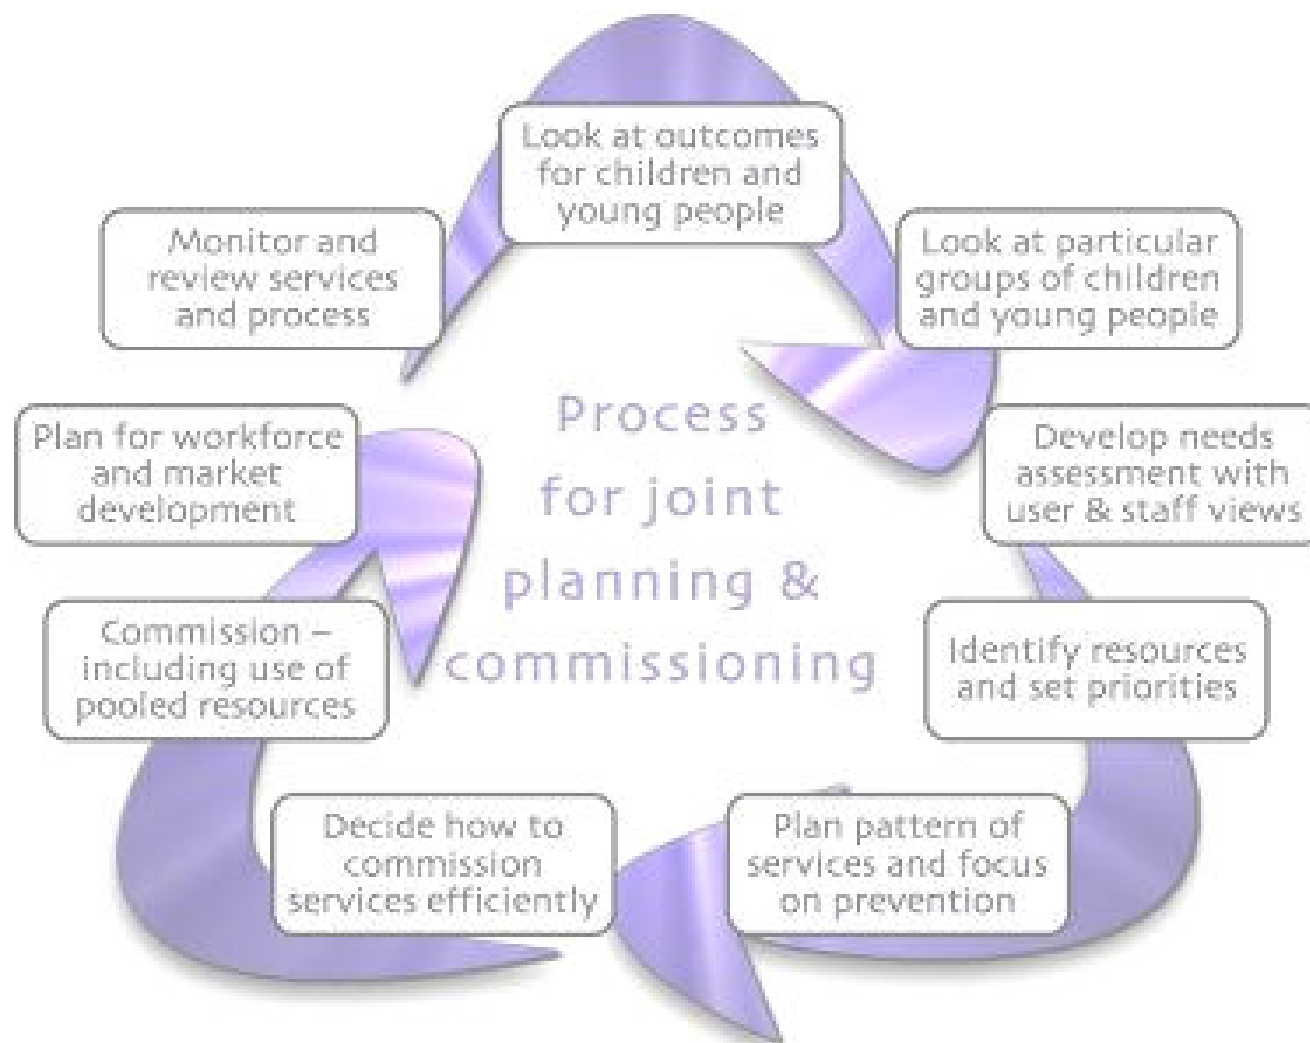 Look at outcomes
for children and
young people
Look at particular
groups of children
and young people
Develop needs
assessment with
user & staff views
Identify resources
and set priorities
Plan pattern of
services and focus
on prevention
Decide how to
commission
services efficiently
Commission –
including use of
pooled resources
Plan for workforce
and market
development
Monitor and
review services
and process
Process
for joint
planning &
commissioning